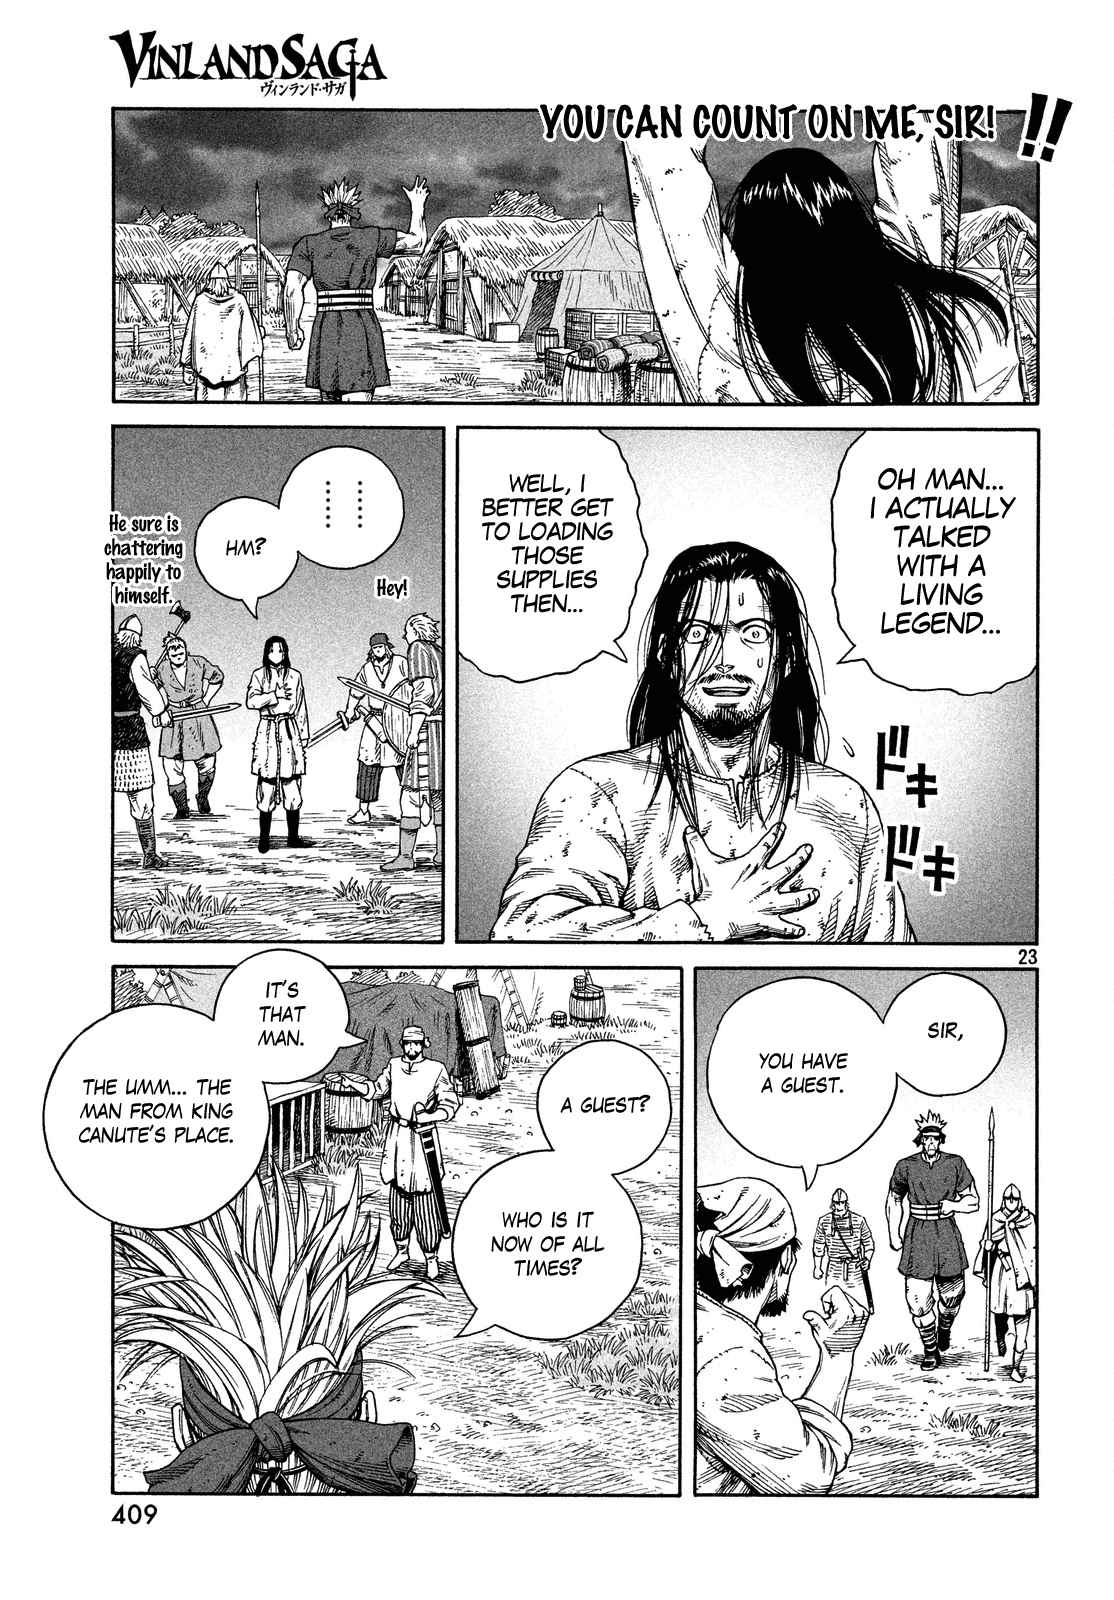 VINLAND SAGA
ヴィンランド・サガ
YOU CAN COUNT ON ME, SIR! !!
OH MAN...
I ACTUALLY
TALKED
WITH A
LIVING
LEGEND...
WELL, I
BETTER GET
TO LOADING
THOSE
SUPPLIES
THEN...
ドキ
ドキ
⋮⋮
HM?
Hey!
He sure is
chattering
happily to
himself.
23
SIR,
YOU HAVE
A GUEST.
A GUEST?
WHO IS IT
NOW OF ALL
TIMES?
IT'S
THAT
MAN.
THE UMM... THE
MAN FROM KING
CANUTE'S PLACE.
409